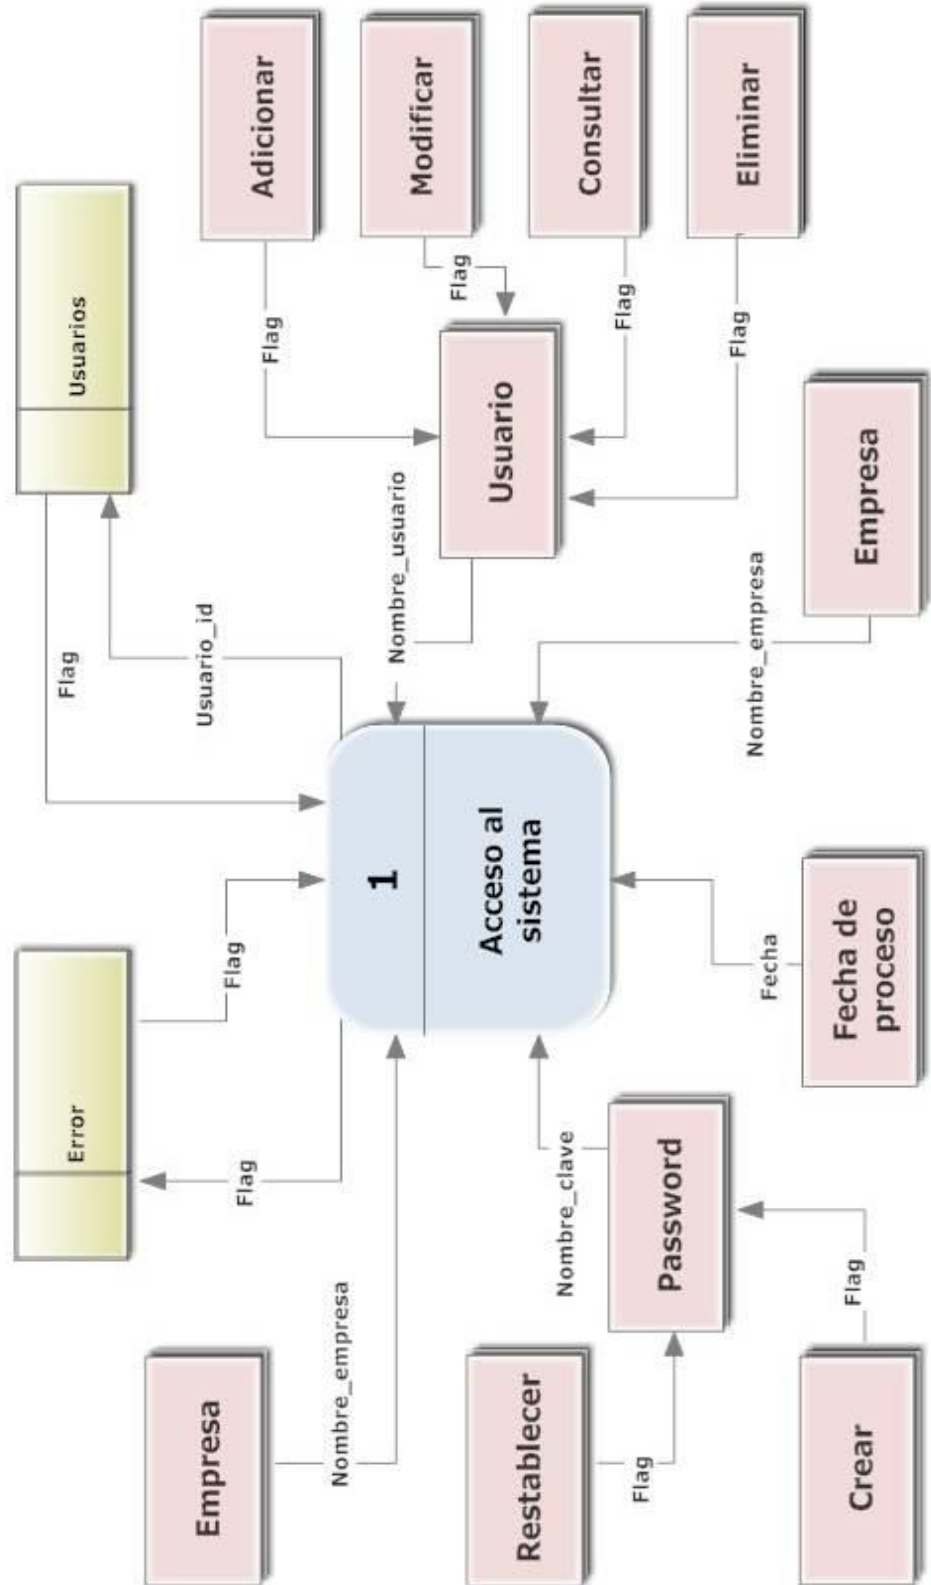 Error
Usuarios
Flag
Flag
Flag
Usuario_id
Empresa
Nombre_empresa
1
Acceso al
sistema
Nombre_usuario
Usuario
Flag
Adicionar
Flag
Modificar
Flag
Consultar
Flag
Eliminar
Restablecer
Flag
Nombre_clave
Password
Crear
Flag
Fecha
Fecha de
proceso
Nombre_empresa
Empresa